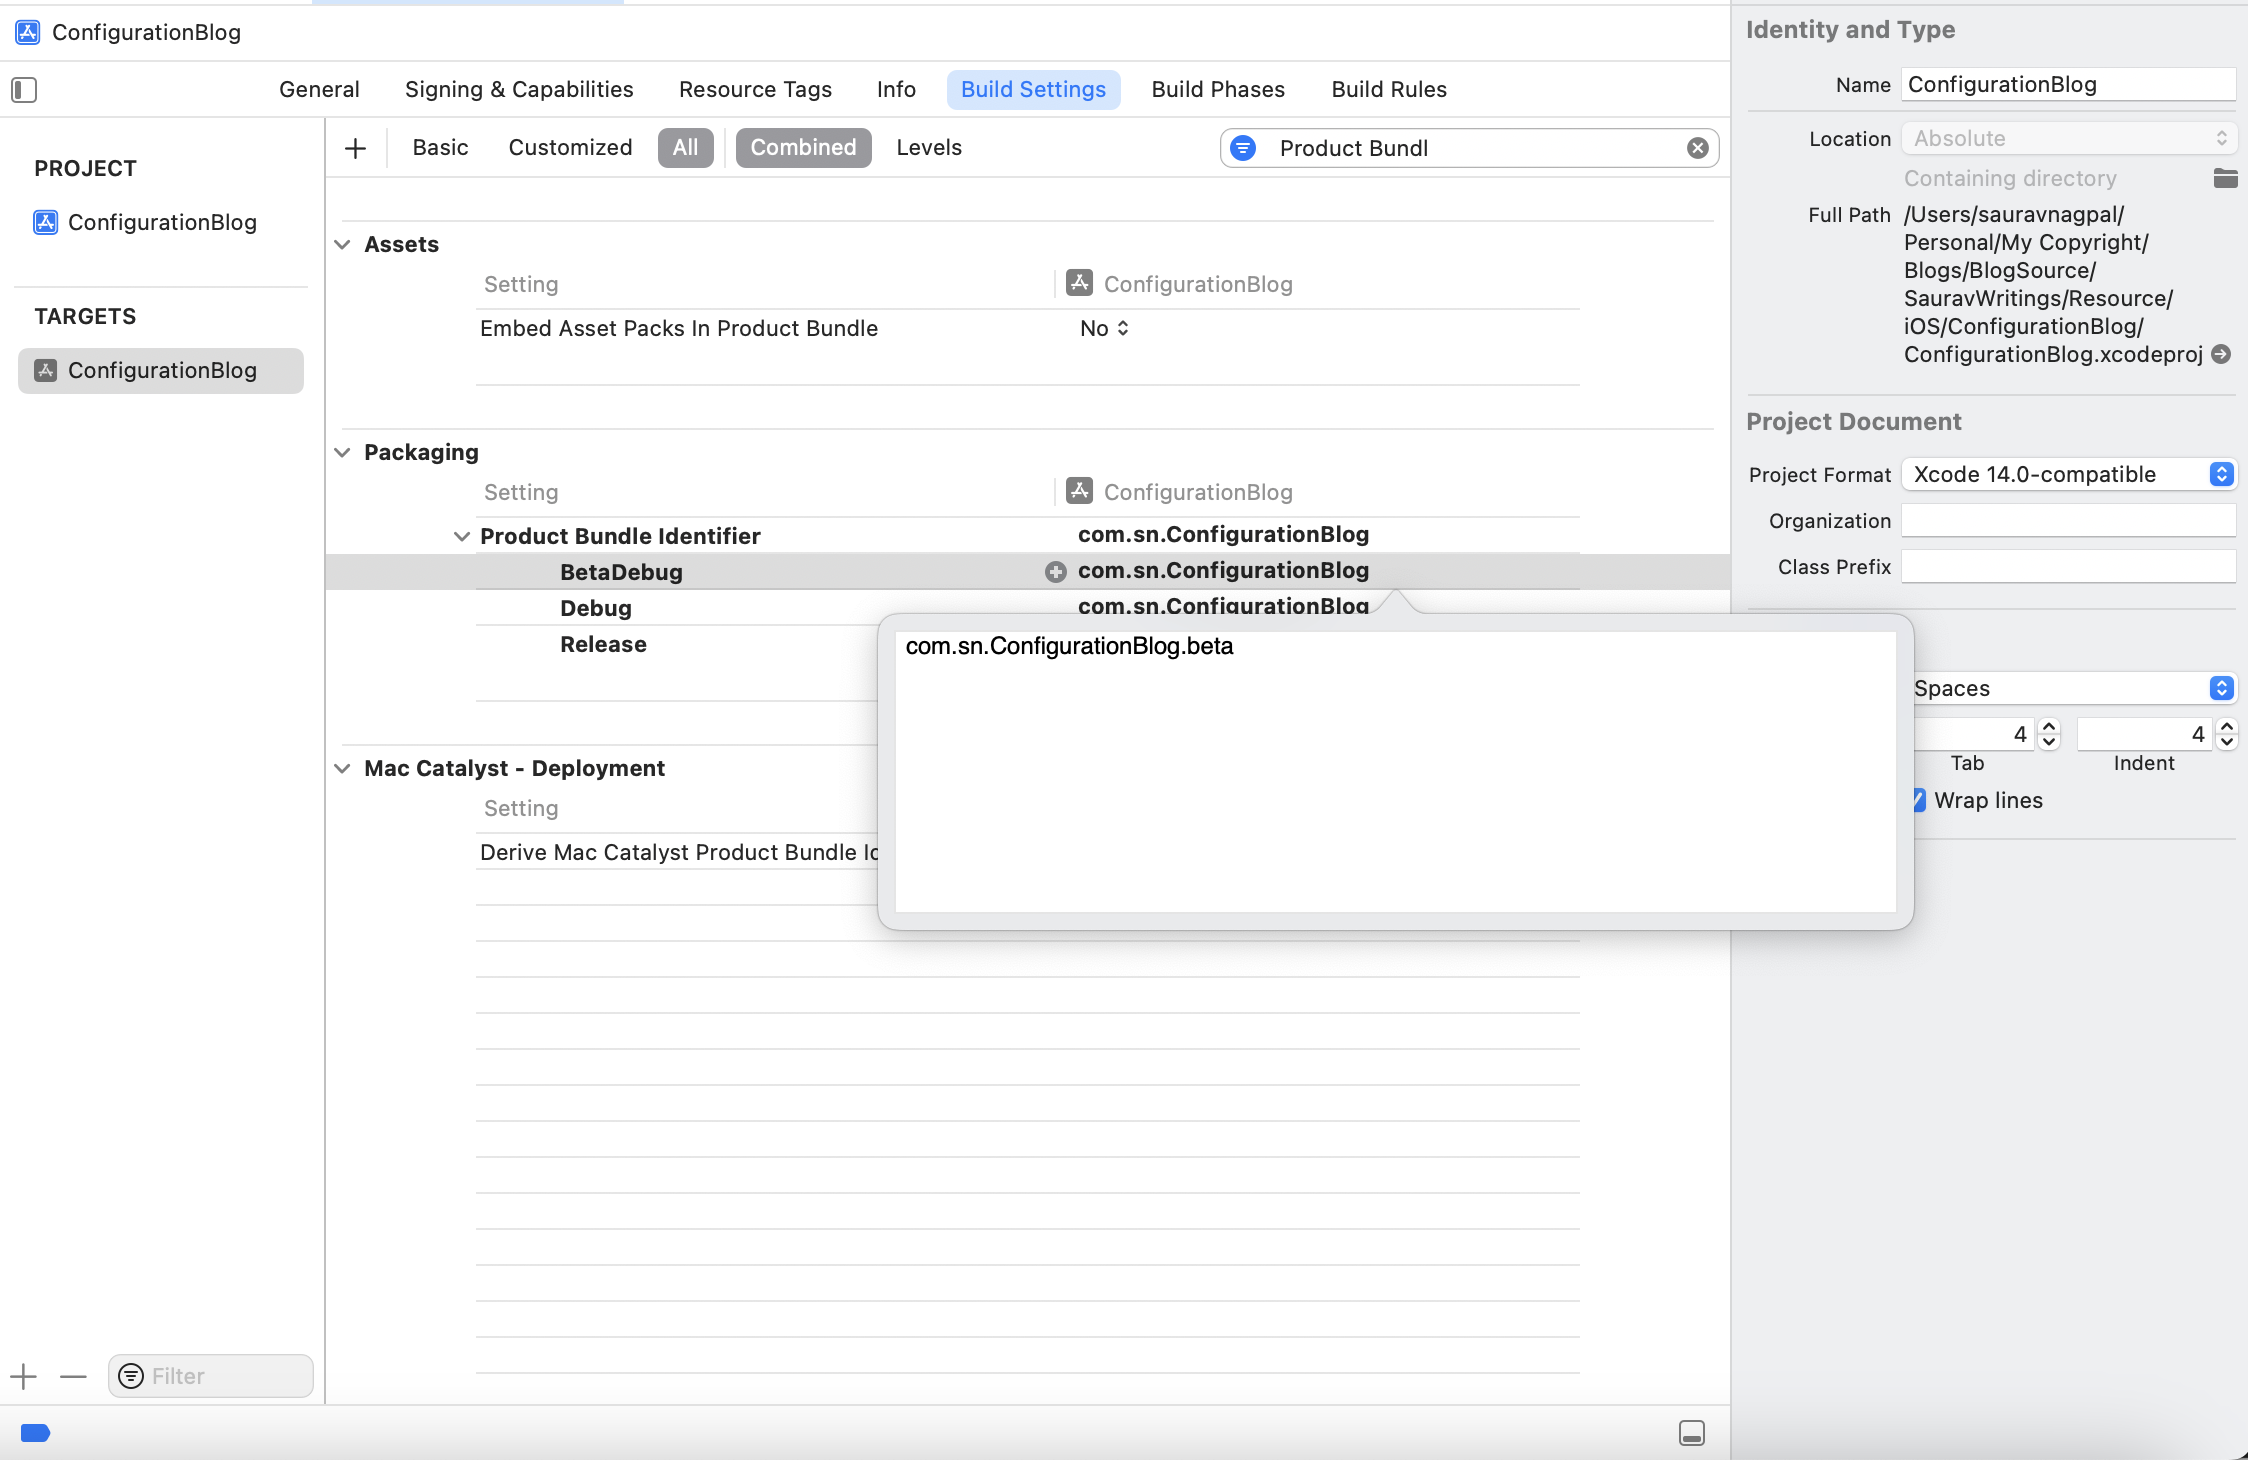 ConfigurationBlog
General Signing & Capabilities Resource Tags Info Build Settings Build Phases Build Rules
PROJECT
ConfigurationBlog
TARGETS
ConfigurationBlog
Filter
Basic Customized All Combined Levels Product Bundl
Assets
Setting ConfigurationBlog
Embed Asset Packs In Product Bundle No
Packaging
Setting ConfigurationBlog
Product Bundle Identifier com.sn.ConfigurationBlog
BetaDebug com.sn.ConfigurationBlog
Debug com.sn.ConfigurationBlog
Release
com.sn.ConfigurationBlog.beta
Mac Catalyst - Deployment
Setting
Derive Mac Catalyst Product Bundle
Identity and Type
Name ConfigurationBlog
Location Absolute
Containing directory
Full Path /Users/sauravnagpal/
Personal/My Copyright/
Blogs/BlogSource/
SauravWritings/Resource/
iOS/ConfigurationBlog/
ConfigurationBlog.xcodeproj
Project Document
Project Format Xcode 14.0-compatible
Organization
Class Prefix
Spaces
4 4
Tab Indent
Wrap lines